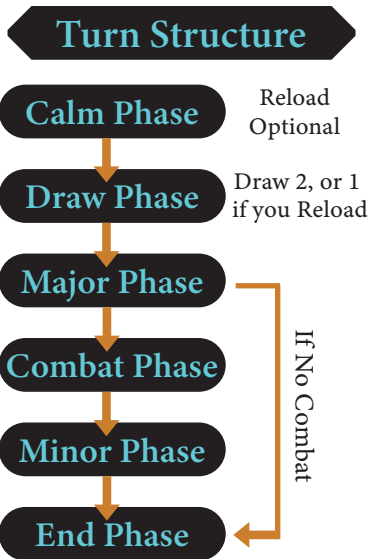 Turn Structure
Calm Phase
Reload
Optional
Draw Phase
Draw 2, or 1
if you Reload
Major Phase
If No Combat
Combat Phase
Minor Phase
End Phase